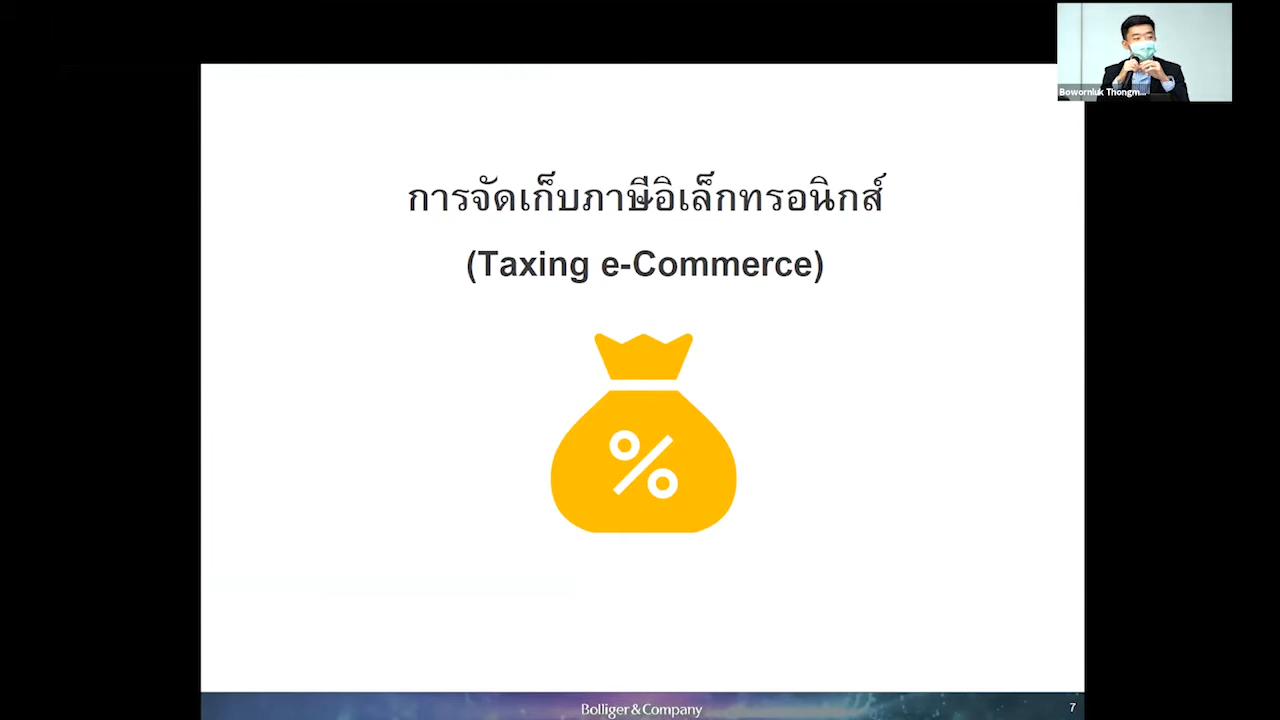 Bowornluk Thongm...
การจัดเก็บภาษีอิเล็กทรอนิกส์
(Taxing e-Commerce)
%
Bolliger & Company
7